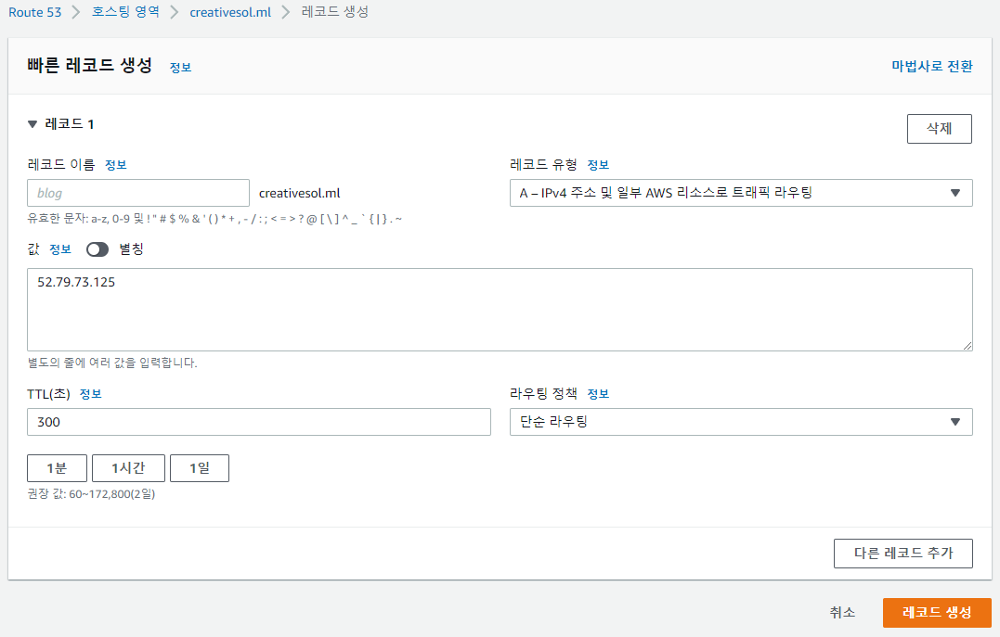 Route 53 > 호스팅 영역 > creativesol.ml > 레코드 생성
빠른 레코드 생성 정보 마법사로 전환
▼ 레코드 1 삭제
레코드 이름 정보 레코드 유형 정보
blog creativesol.ml A – IPv4 주소 및 일부 AWS 리소스로 트래픽 라우팅 ▼
유효한 문자: a-z, 0-9 및 ! " # $ % & ' ( ) * + , - / : ; < = > ? @ [ \ ] ^ _ ` { | } . ~
값 정보 별칭
52.79.73.125
별도의 줄에 여러 값을 입력합니다.
TTL(초) 정보 라우팅 정책 정보
300 단순 라우팅 ▼
1분 1시간 1일
권장 값: 60~172,800(2일)
다른 레코드 추가
취소 레코드 생성